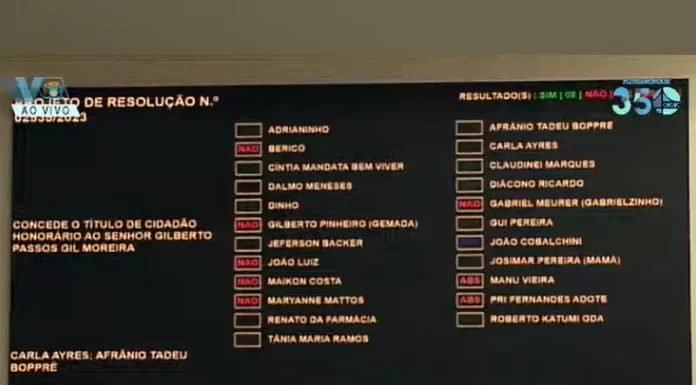 AO VIVO
FLORIANÓPOLIS
350
PROJETO DE RESOLUÇÃO N.º
RESULTADO(S) : SIM [ 08 ] NÃO [
ADRIANINHO
NÃO BERICÓ
CÍNTIA MANDATA BEM VIVER
DALMO MENESES
DINHO
NÃO GILBERTO PINHEIRO (GEMADA)
JEFERSON BACKER
NÃO JOÃO LUIZ
NÃO MAIKON COSTA
NÃO MARYANNE MATTOS
RENATO DA FARMÁCIA
TÂNIA MARIA RAMOS
AFRÂNIO TADEU BOPPRÉ
CARLA AYRES
CLAUDINEI MARQUES
DIÁCONO RICARDO
NÃO GABRIEL MEURER (GABRIELZINHO)
GUI PEREIRA
JOÃO COBALCHINI
JOSIMAR PEREIRA (MAMÁ)
ABS MANU VIEIRA
ABS PRI FERNANDES ADOTE
ROBERTO KATUMI ODA
CONCEDE O TÍTULO DE CIDADÃO
HONORÁRIO AO SENHOR GILBERTO
PASSOS GIL MOREIRA
CARLA AYRES; AFRÂNIO TADEU
BOPPRÉ